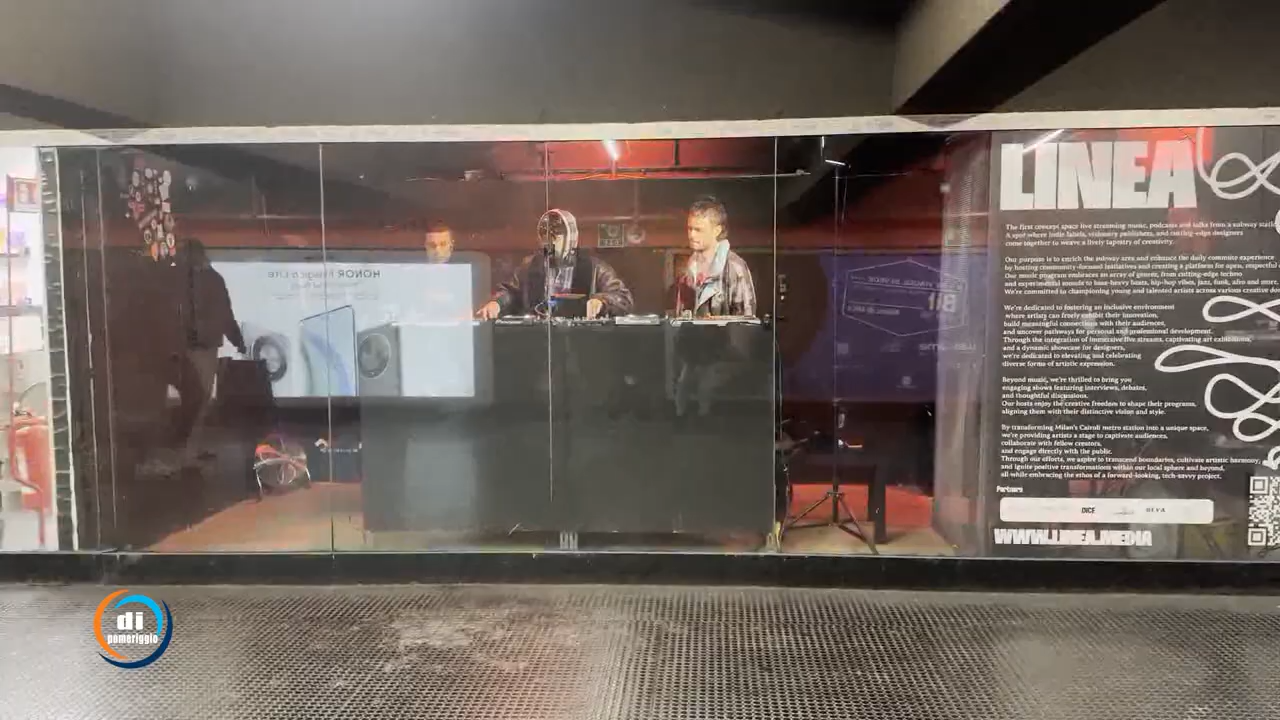 LINEA
The first concept space live streaming music, podcasts and talks from a subway
A spot where indie labels, visionary publishers, and cutting-edge designers
come together to weave a lively tapestry of creativity.
Our purpose is to enrich the subway area and enhance the daily commute experience
by hosting community-focused initiatives and creating a platform for open,
Our music program embraces an array of genres, from cutting-edge techno
and experimental sounds to bass-heavy beats, hip-hop vibes, jazz, funk, afro and more.
We're committed to championing young and talented artists across various creative
We're dedicated to fostering an inclusive environment
where artists can freely exhibit their innovation,
build meaningful connections with their audiences,
and uncover pathways for personal and professional development.
Through the integration of immersive live streams, captivating art exhibitions,
and a dynamic showcase for designers,
we're dedicated to elevating and celebrating
diverse forms of artistic expression.
Beyond music, we're thrilled to bring you
engaging shows featuring interviews, debates,
and thoughtful discussions.
Our hosts enjoy the creative freedom to shape their programs,
aligning them with their distinctive vision and style.
By transforming Milan's Cairoli metro station into a unique space,
we're providing artists a stage to captivate audiences,
collaborate with fellow creators,
and engage directly with the public.
Through our efforts, we aspire to transcend boundaries, cultivate artistic harmony,
and ignite positive transformations within our local sphere and beyond,
all while embracing the ethos of a forward-looking, tech-savvy project.
Partners
DICE
WWW.LINEA.MEDIA
HONOR
di
pomeriggio